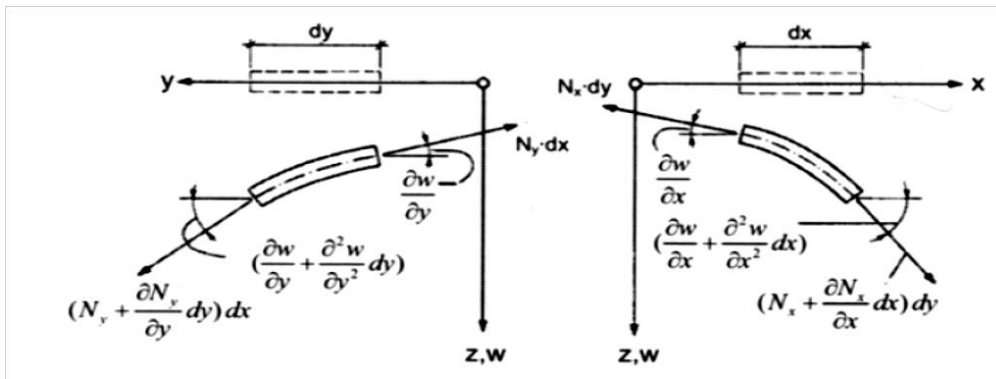 dy
y
N_y·dx
∂w/∂y
(∂w/∂y + ∂²w/∂y² dy)
(N_y + ∂N_y/∂y dy) dx
z,w
dx
x
N_x·dy
∂w/∂x
(∂w/∂x + ∂²w/∂x² dx)
(N_x + ∂N_x/∂x dx) dy
z,w